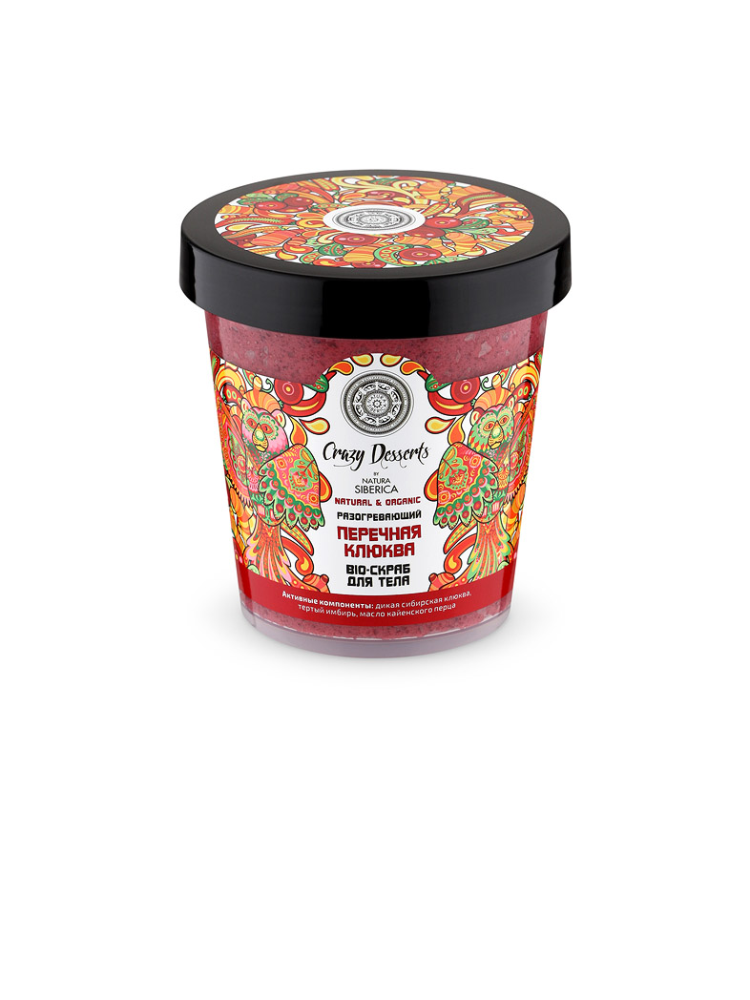 Crazy Desserts
BY
NATURA
SIBERICA
NATURAL & ORGANIC
РАЗОГРЕВАЮЩИЙ
ПЕРЕЧНАЯ
КЛЮКВА
BIO-СКРАБ
ДЛЯ ТЕЛА
Активные компоненты: дикая сибирская клюква,
тертый имбирь, масло кайенского перца